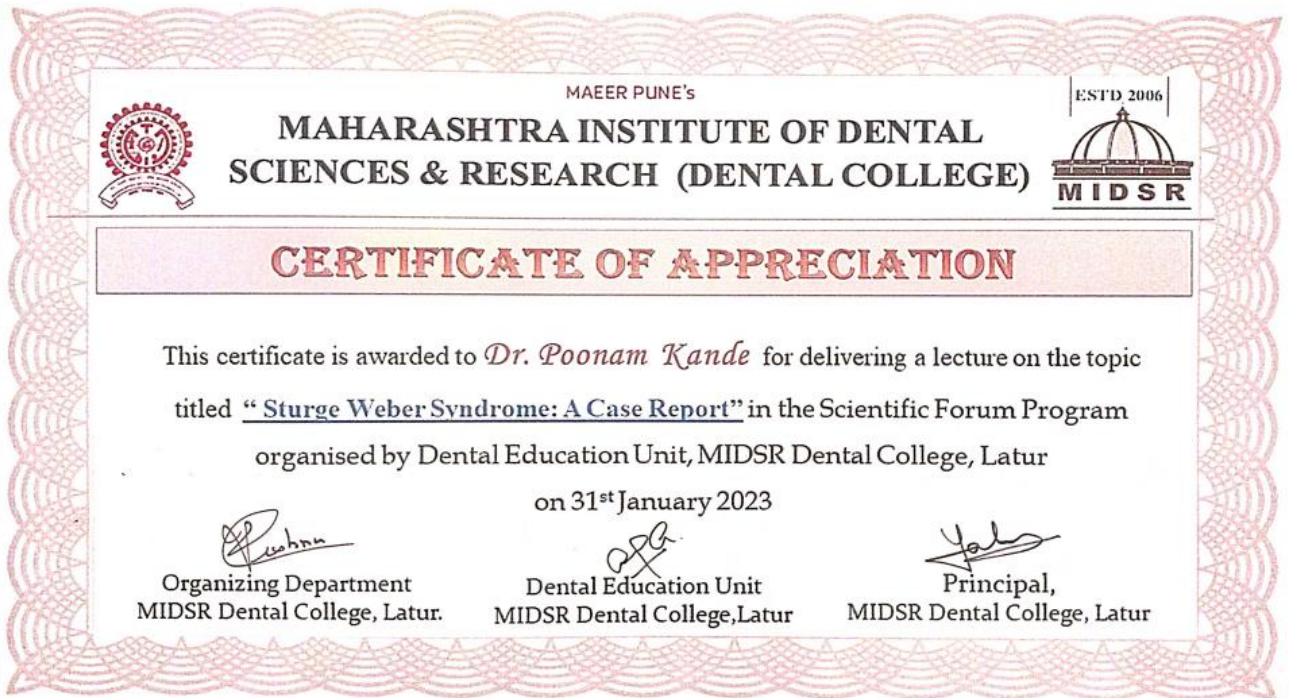 MAEER PUNE's
ESTD 2006
MAHARASHTRA INSTITUTE OF DENTAL
SCIENCES & RESEARCH (DENTAL COLLEGE)
MIDSR
CERTIFICATE OF APPRECIATION
This certificate is awarded to Dr. Poonam Kande for delivering a lecture on the topic
titled “ Sturge Weber Syndrome: A Case Report” in the Scientific Forum Program
organised by Dental Education Unit, MIDSR Dental College, Latur
on 31st January 2023
Organizing Department
MIDSR Dental College, Latur.
Dental Education Unit
MIDSR Dental College,Latur
Principal,
MIDSR Dental College, Latur